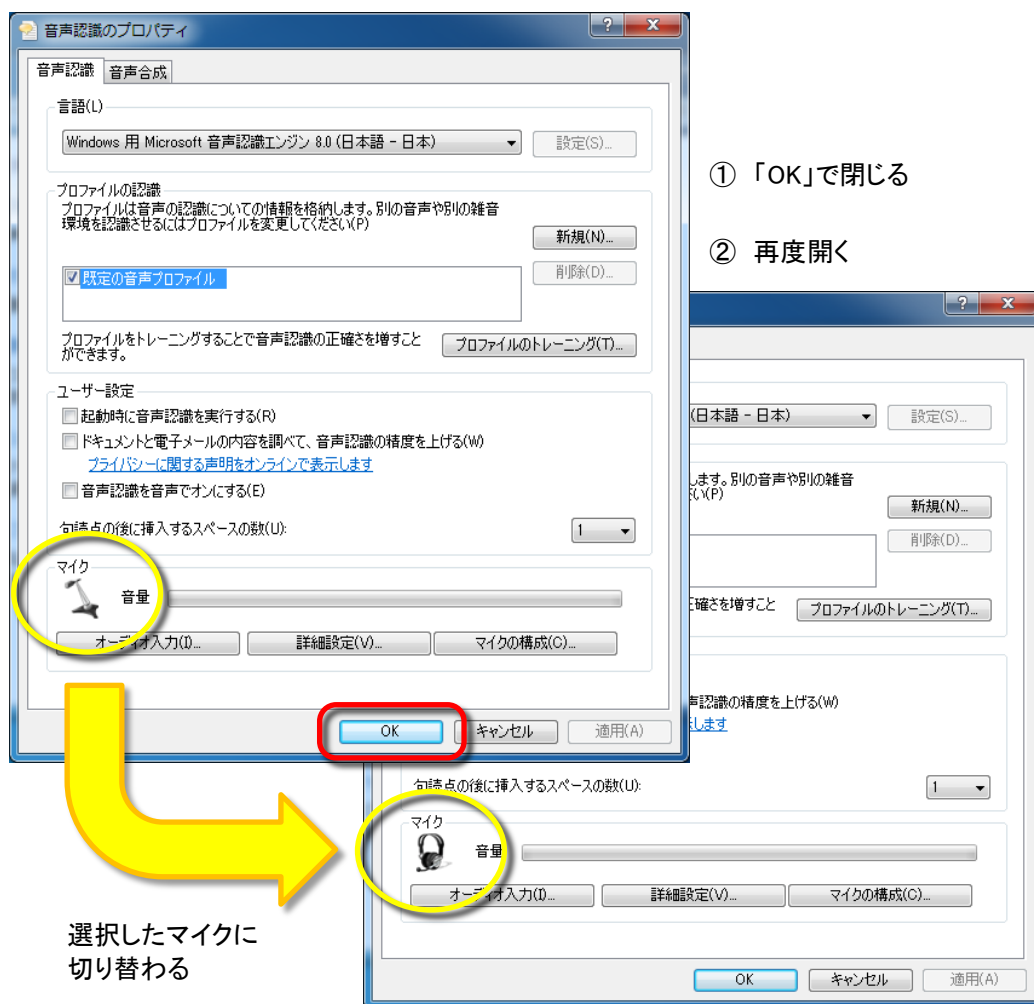 音声認識のプロパティ
音声認識 音声合成
言語(L)
Windows 用 Microsoft 音声認識エンジン 8.0 (日本語 - 日本) 設定(S)...
プロファイルの認識
プロファイルは音声の認識についての情報を格納します。別の音声や別の雑音
環境を認識させるにはプロファイルを変更してください(P)
新規(N)...
既定の音声プロファイル
削除(D)...
プロファイルをトレーニングすることで音声認識の正確さを増すこと
ができます。
プロファイルのトレーニング(T)...
ユーザー設定
起動時に音声認識を実行する(R)
ドキュメントと電子メールの内容を調べて、音声認識の精度を上げる(W)
プライバシーに関する声明をオンラインで表示します
音声認識を音声でオンにする(E)
句読点の後に挿入するスペースの数(U): 1
マイク
音量
オーディオ入力(I)... 詳細設定(V)... マイクの構成(C)...
OK キャンセル 適用(A)
① 「OK」で閉じる
② 再度開く
(日本語 - 日本) 設定(S)...
します。別の音声や別の雑音
さい(P)
新規(N)...
削除(D)...
正確さを増すこと プロファイルのトレーニング(T)...
声認識の精度を上げる(W)
します
句読点の後に挿入するスペースの数(U): 1
マイク
音量
オーディオ入力(I)... 詳細設定(V)... マイクの構成(C)...
OK キャンセル 適用(A)
選択したマイクに
切り替わる